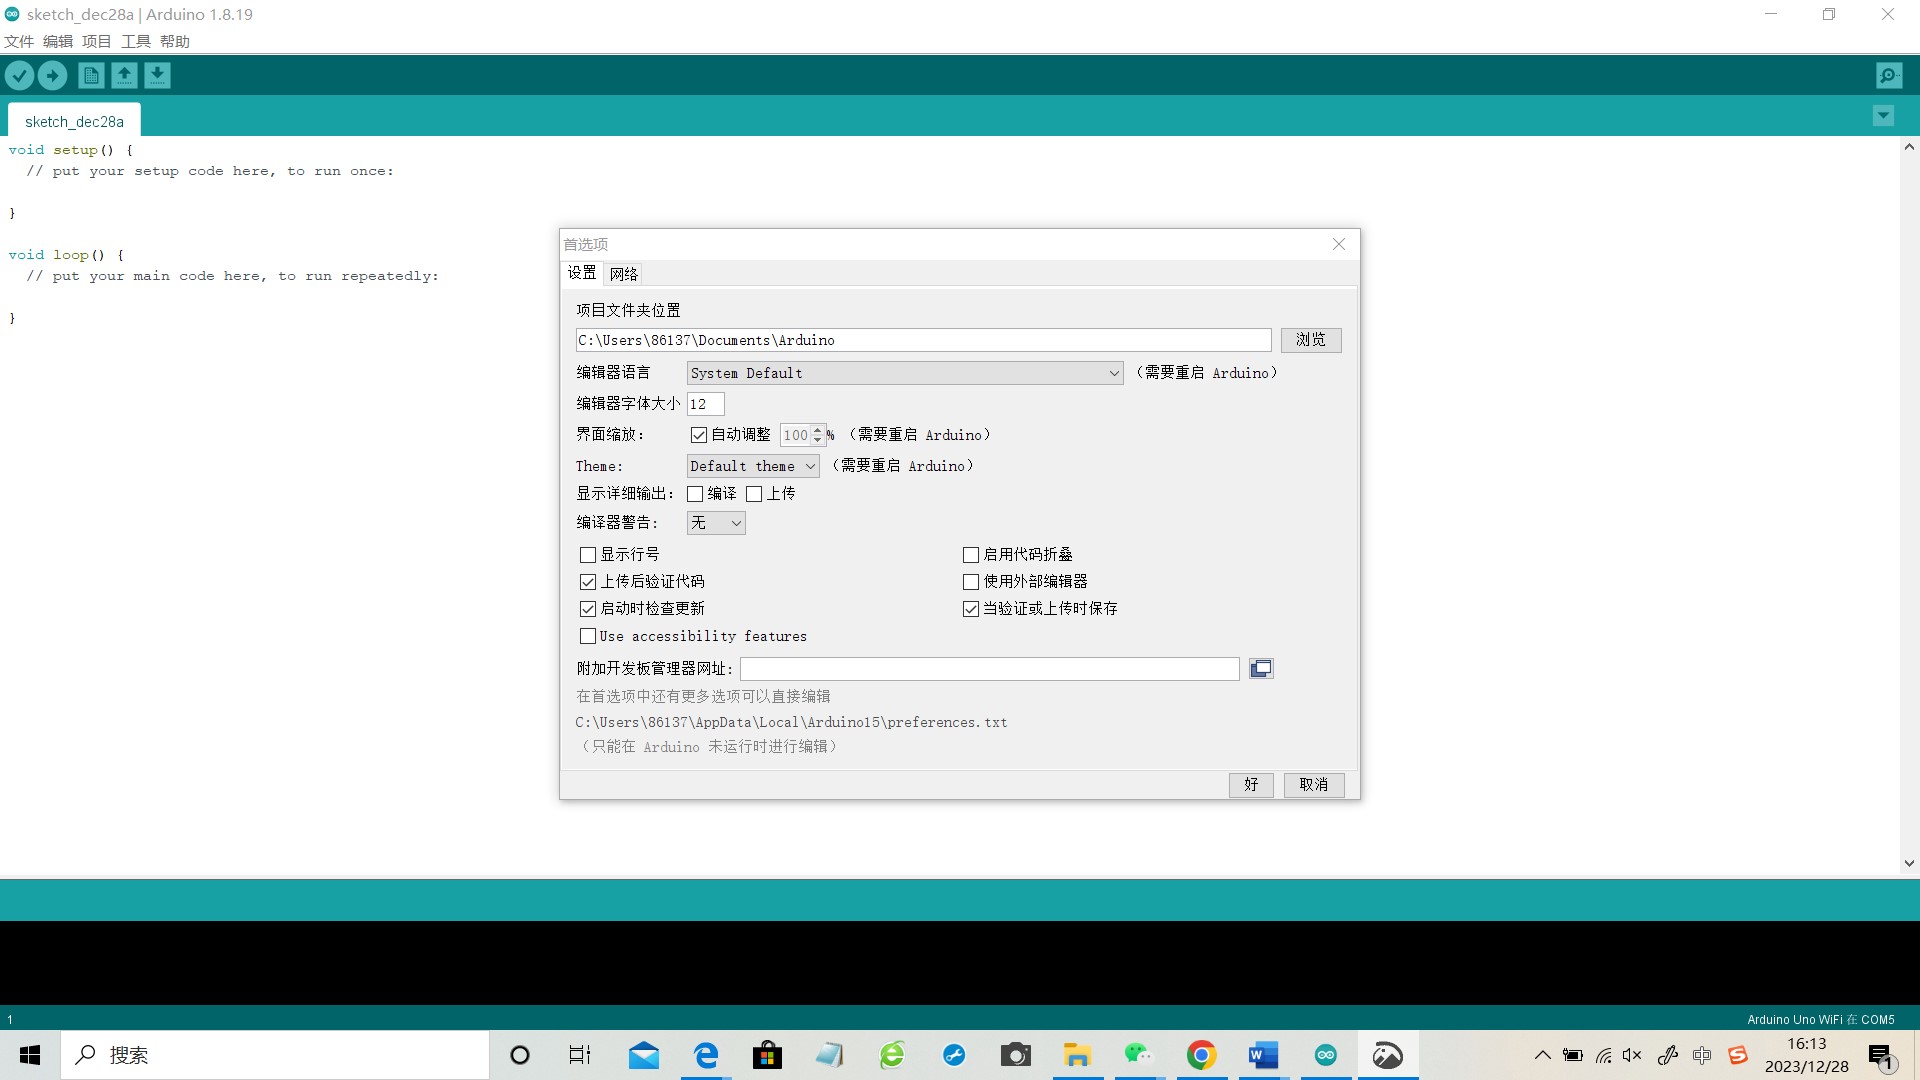 sketch_dec28a | Arduino 1.8.19
文件 编辑 项目 工具 帮助
sketch_dec28a
void setup() {
// put your setup code here, to run once:
}
void loop() {
// put your main code here, to run repeatedly:
}
首选项
设置 网络
项目文件夹位置
C:\Users\86137\Documents\Arduino 浏览
编辑器语言 System Default （需要重启 Arduino）
编辑器字体大小 12
界面缩放： 自动调整 100 % （需要重启 Arduino）
Theme: Default theme （需要重启 Arduino）
显示详细输出： 编译 上传
编译器警告: 无
显示行号 启用代码折叠
上传后验证代码 使用外部编辑器
启动时检查更新 当验证或上传时保存
Use accessibility features
附加开发板管理器网址:
在首选项中还有更多选项可以直接编辑
C:\Users\86137\AppData\Local\Arduino15\preferences.txt
（只能在 Arduino 未运行时进行编辑）
好 取消
1 Arduino Uno WiFi 在 COM5
搜索 中 16:13
2023/12/28 1